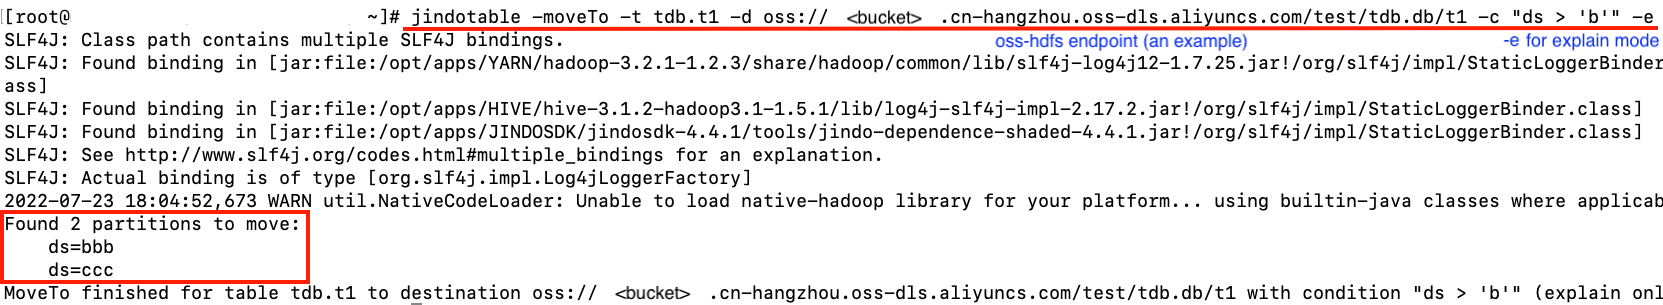 [root@ ~]# jindotable -moveTo -t tdb.t1 -d oss:// <bucket> .cn-hangzhou.oss-dls.aliyuncs.com/test/tdb.db/t1 -c "ds > 'b'" -e
SLF4J: Class path contains multiple SLF4J bindings.
oss-hdfs endpoint (an example)
-e for explain mode
SLF4J: Found binding in [jar:file:/opt/apps/YARN/hadoop-3.2.1-1.2.3/share/hadoop/common/lib/slf4j-log4j12-1.7.25.jar!/org/slf4j/impl/StaticLoggerBinder
ass]
SLF4J: Found binding in [jar:file:/opt/apps/HIVE/hive-3.1.2-hadoop3.1-1.5.1/lib/log4j-slf4j-impl-2.17.2.jar!/org/slf4j/impl/StaticLoggerBinder.class]
SLF4J: Found binding in [jar:file:/opt/apps/JINDOSDK/jindosdk-4.4.1/tools/jindo-dependence-shaded-4.4.1.jar!/org/slf4j/impl/StaticLoggerBinder.class]
SLF4J: See http://www.slf4j.org/codes.html#multiple_bindings for an explanation.
SLF4J: Actual binding is of type [org.slf4j.impl.Log4jLoggerFactory]
2022-07-23 18:04:52,673 WARN util.NativeCodeLoader: Unable to load native-hadoop library for your platform... using builtin-java classes where applicab
Found 2 partitions to move:
ds=bbb
ds=ccc
MoveTo finished for table tdb.t1 to destination oss:// <bucket> .cn-hangzhou.oss-dls.aliyuncs.com/test/tdb.db/t1 with condition "ds > 'b'" (explain onl